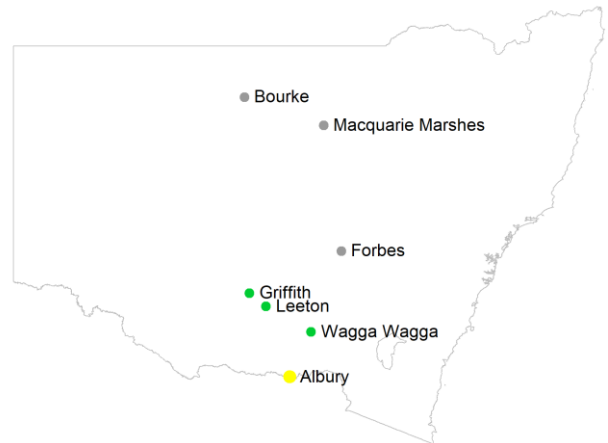 Bourke
Macquarie Marshes
Forbes
Griffith
Leeton
Wagga Wagga
Albury